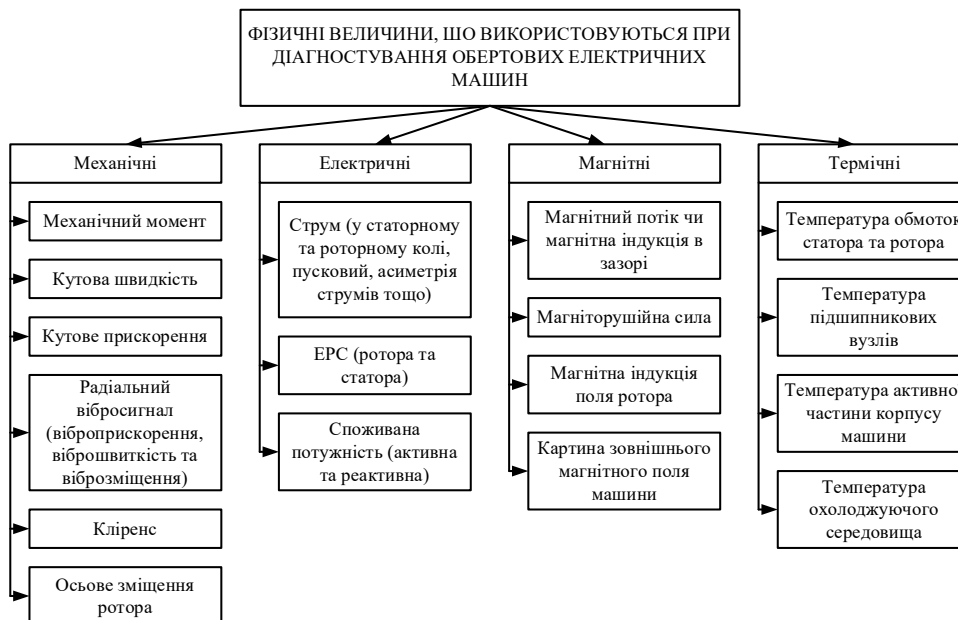 ФІЗИЧНІ ВЕЛИЧИНИ, ШО ВИКОРИСТОВУЮТЬСЯ ПРИ
ДІАГНОСТУВАННЯ ОБЕРТОВИХ ЕЛЕКТРИЧНИХ
МАШИН
Механічні
Механічний момент
Кутова швидкість
Кутове прискорення
Радіальний
вібросигнал
(віброприскорення,
віброшвиткість та
віброзміщення)
Кліренс
Осьове зміщення
ротора
Електричні
Струм (у статорному
та роторному колі,
пусковий, асиметрія
струмів тощо)
ЕРС (ротора та
статора)
Споживана
потужність (активна
та реактивна)
Магнітні
Магнітний потік чи
магнітна індукція в
зазорі
Магніторушійна сила
Магнітна індукція
поля ротора
Картина зовнішнього
магнітного поля
машини
Термічні
Температура обмоток
статора та ротора
Температура
підшипникових
вузлів
Температура активної
частини корпусу
машини
Температура
охолоджуючого
середовища